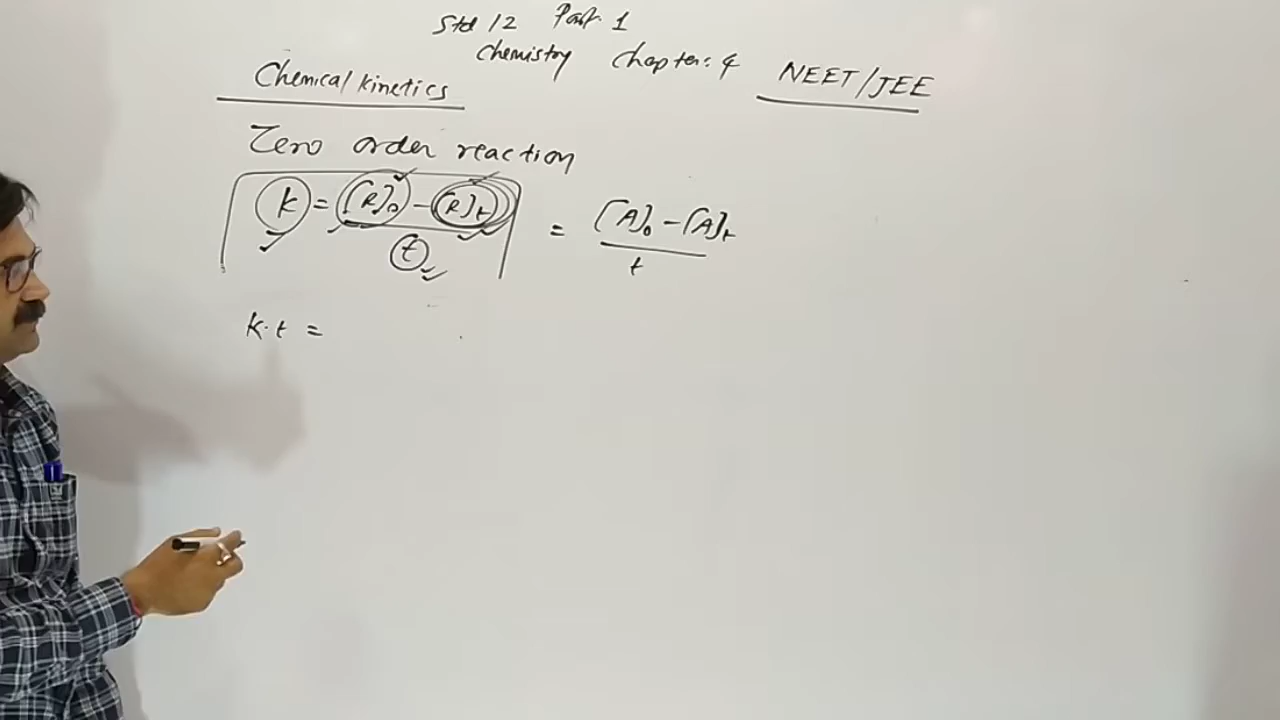 Std 12 Part 1
Chemistry Chapter: 4
NEET/JEE
Chemical kinetics
Zero order reaction
k = [R]₀ - [R]t / t = [A]₀ - [A]t / t
k·t =